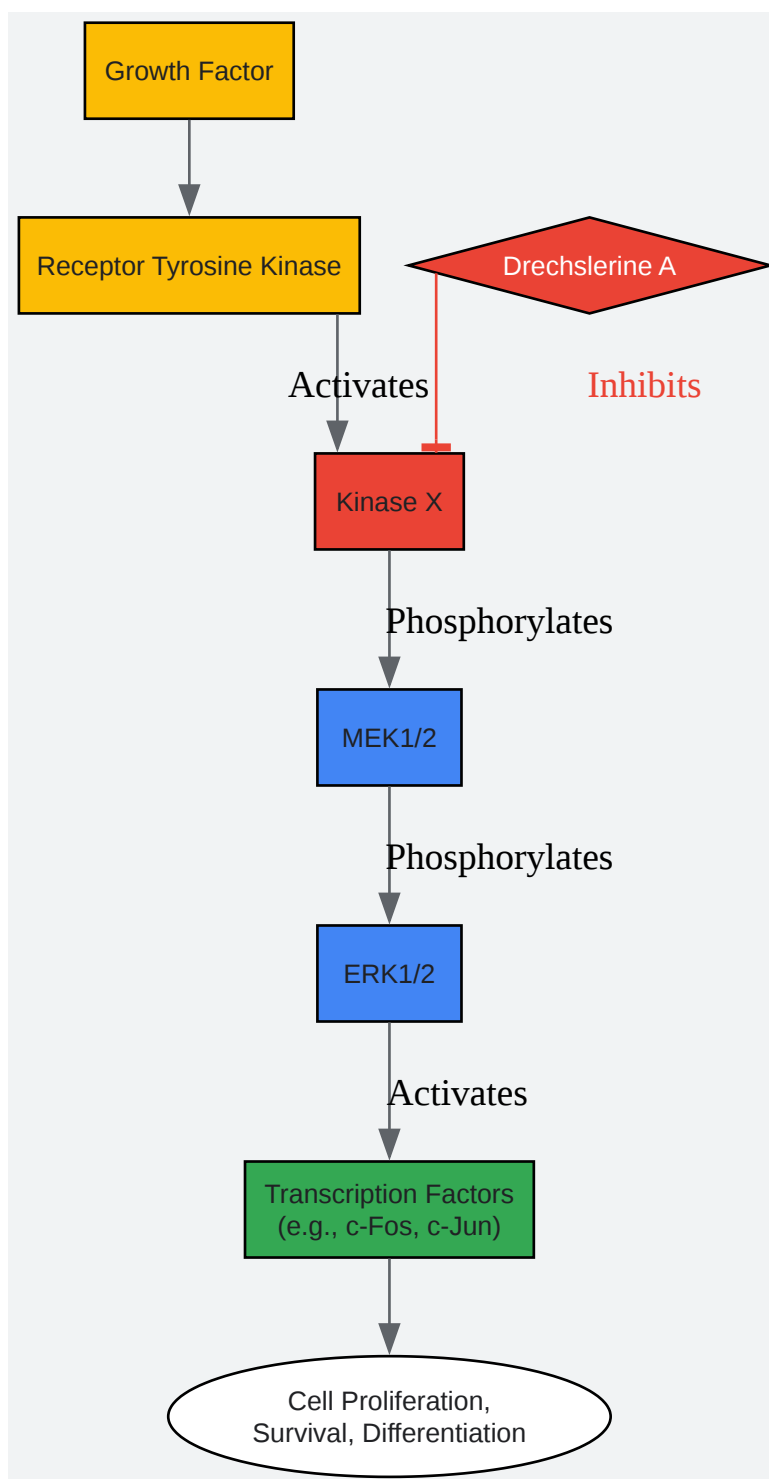 Growth Factor
Receptor Tyrosine Kinase
Drechslerine A
Activates
Inhibits
Kinase X
Phosphorylates
MEK1/2
Phosphorylates
ERK1/2
Activates
Transcription Factors
(e.g., c-Fos, c-Jun)
Cell Proliferation,
Survival, Differentiation